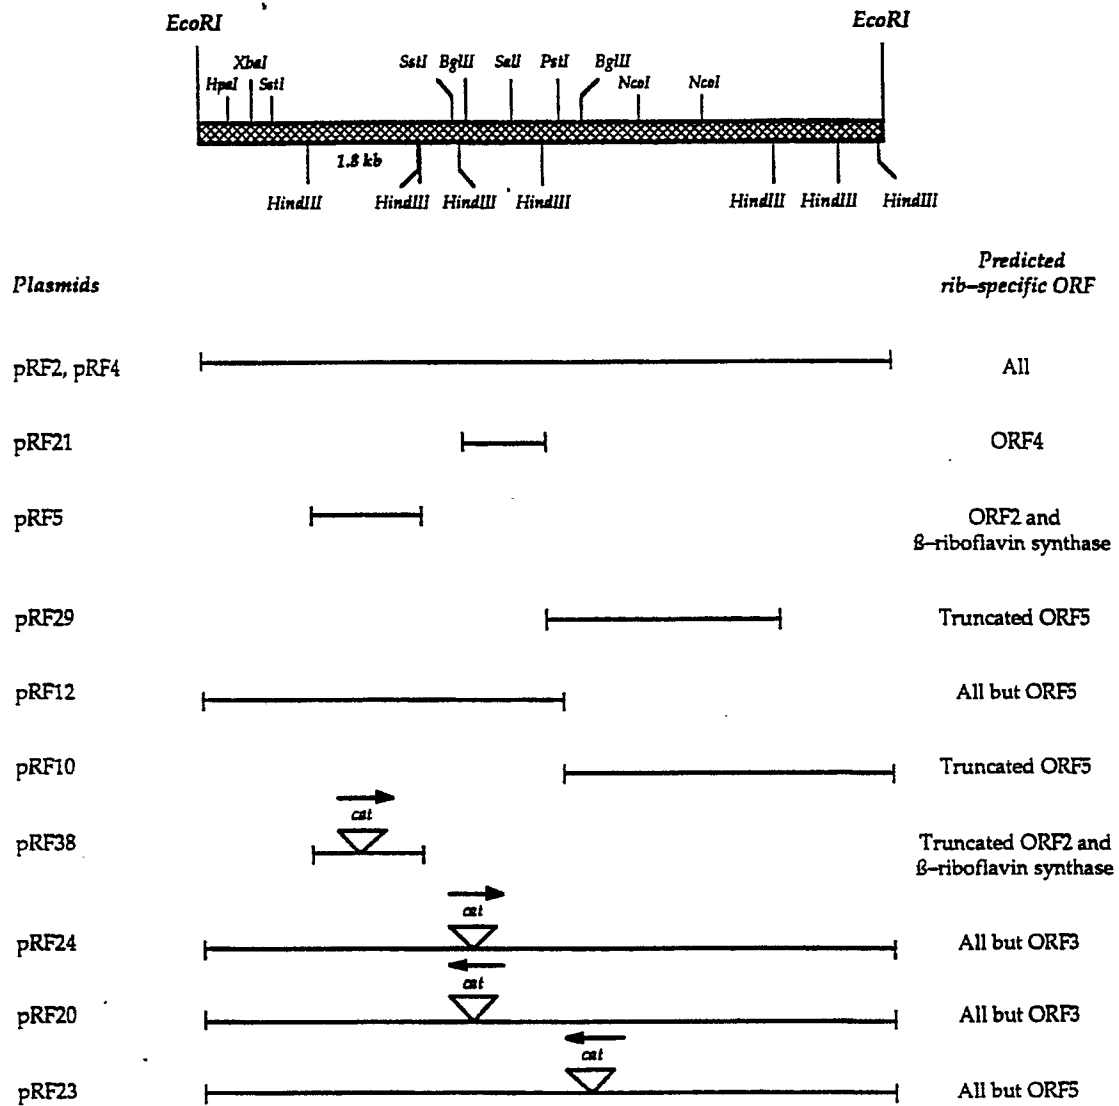 EcoRI EcoRI
XbaI SstI BglII SalI PstI BglII
HpaI SstI NcoI NcoI
1.8 kb
HindIII HindIII HindIII HindIII HindIII HindIII HindIII
Predicted
Plasmids rib-specific ORF
pRF2, pRF4 All
pRF21 ORF4
pRF5 ORF2 and
ß-riboflavin synthase
pRF29 Truncated ORF5
pRF12 All but ORF5
pRF10 Truncated ORF5
cat
pRF38 Truncated ORF2 and
ß-riboflavin synthase
cat
pRF24 All but ORF3
cat
pRF20 All but ORF3
cat
pRF23 All but ORF5